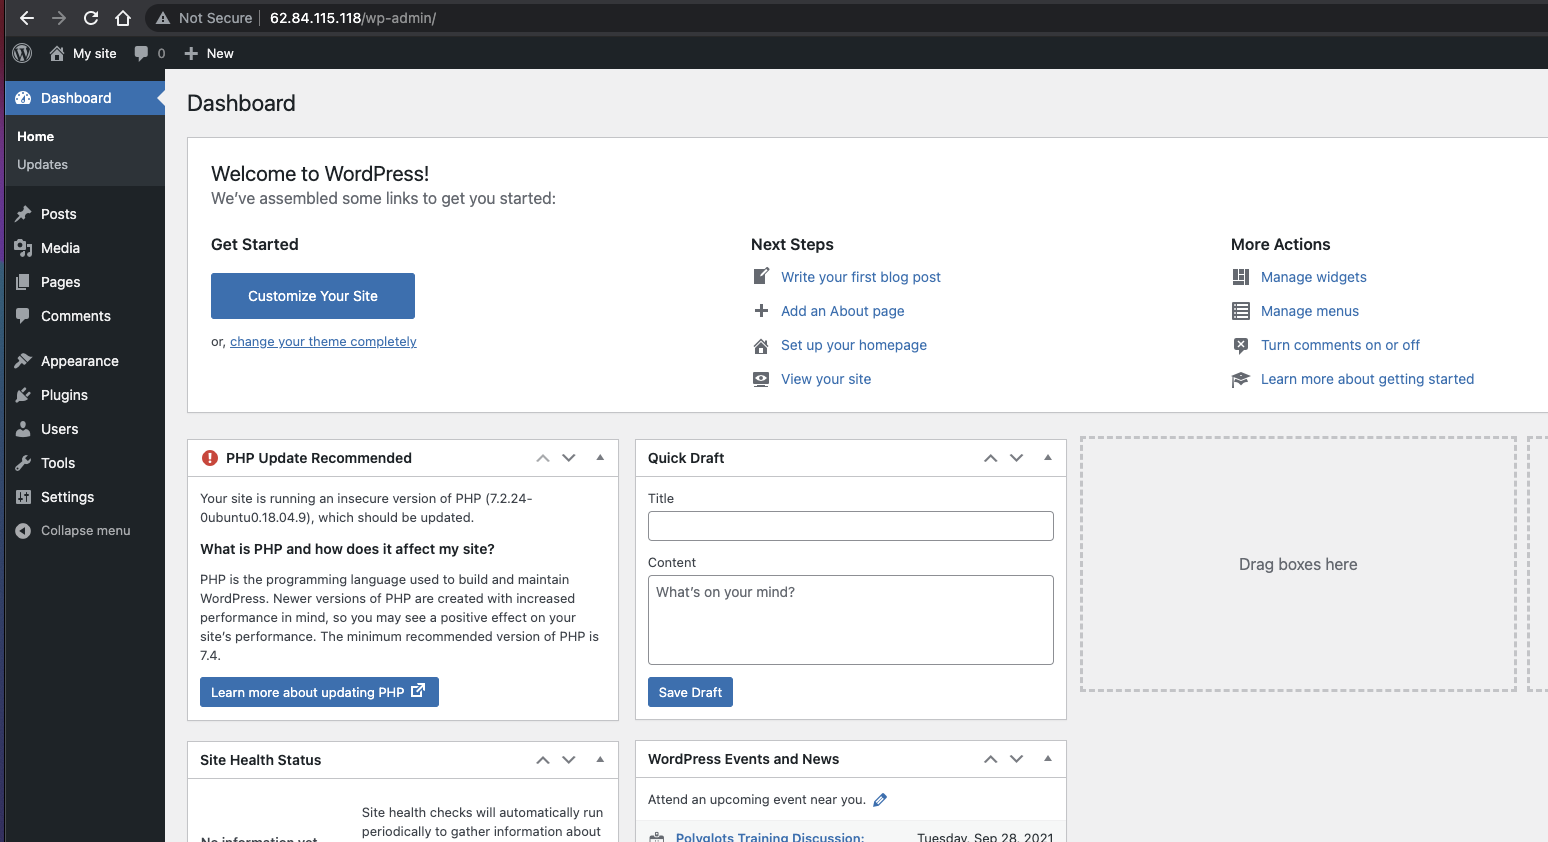 Not Secure | 62.84.115.118/wp-admin/
My site 0 New
Dashboard
Home
Updates
Posts
Media
Pages
Comments
Appearance
Plugins
Users
Tools
Settings
Collapse menu
Dashboard
Welcome to WordPress!
We've assembled some links to get you started:
Get Started
Customize Your Site
or, change your theme completely
Next Steps
Write your first blog post
Add an About page
Set up your homepage
View your site
More Actions
Manage widgets
Manage menus
Turn comments on or off
Learn more about getting started
PHP Update Recommended
Your site is running an insecure version of PHP (7.2.24-
0ubuntu0.18.04.9), which should be updated.
What is PHP and how does it affect my site?
PHP is the programming language used to build and maintain
WordPress. Newer versions of PHP are created with increased
performance in mind, so you may see a positive effect on your
site's performance. The minimum recommended version of PHP is
7.4.
Learn more about updating PHP
Quick Draft
Title
Content
What's on your mind?
Save Draft
Drag boxes here
Site Health Status
Site health checks will automatically run
periodically to gather information about
No information yet
WordPress Events and News
Attend an upcoming event near you.
Polyglots Training Discussion: Tuesday, Sep 28, 2021